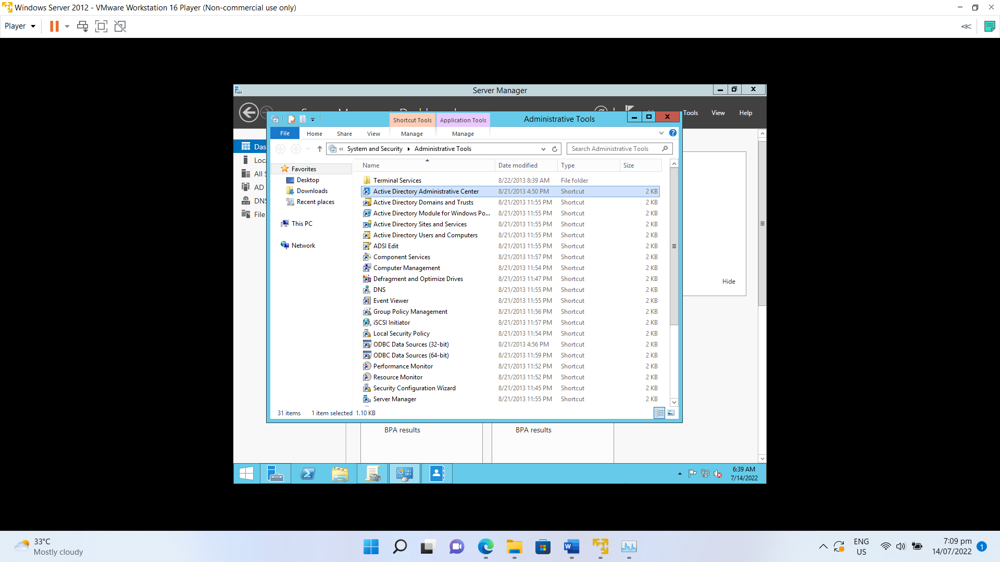 Windows Server 2012 - VMware Workstation 16 Player (Non-commercial use only)
Player
Server Manager
Tools View Help
Shortcut Tools Application Tools Administrative Tools
File Home Share View Manage Manage
« System and Security Administrative Tools Search Administrative Tools
Name Date modified Type Size
Favorites
Desktop
Downloads
Recent places
This PC
Network
Das
Loca
All S
AD
DNS
File
Terminal Services 8/22/2013 8:39 AM File folder
Active Directory Administrative Center 8/21/2013 4:50 PM Shortcut 2 KB
Active Directory Domains and Trusts 8/21/2013 11:55 PM Shortcut 2 KB
Active Directory Module for Windows Po... 8/21/2013 11:55 PM Shortcut 2 KB
Active Directory Sites and Services 8/21/2013 11:55 PM Shortcut 2 KB
Active Directory Users and Computers 8/21/2013 11:55 PM Shortcut 2 KB
ADSI Edit 8/21/2013 11:55 PM Shortcut 2 KB
Component Services 8/21/2013 11:57 PM Shortcut 2 KB
Computer Management 8/21/2013 11:54 PM Shortcut 2 KB
Defragment and Optimize Drives 8/21/2013 11:47 PM Shortcut 2 KB
DNS 8/21/2013 11:55 PM Shortcut 2 KB
Event Viewer 8/21/2013 11:55 PM Shortcut 2 KB
Group Policy Management 8/21/2013 11:56 PM Shortcut 2 KB
iSCSI Initiator 8/21/2013 11:57 PM Shortcut 2 KB
Local Security Policy 8/21/2013 11:54 PM Shortcut 2 KB
ODBC Data Sources (32-bit) 8/21/2013 4:56 PM Shortcut 2 KB
ODBC Data Sources (64-bit) 8/21/2013 11:59 PM Shortcut 2 KB
Performance Monitor 8/21/2013 11:52 PM Shortcut 2 KB
Resource Monitor 8/21/2013 11:52 PM Shortcut 2 KB
Security Configuration Wizard 8/21/2013 11:45 PM Shortcut 2 KB
Server Manager 8/21/2013 11:55 PM Shortcut 2 KB
31 items 1 item selected 1.10 KB
Hide
BPA results BPA results
6:39 AM
7/14/2022
33°C
Mostly cloudy
ENG
US
7:09 pm
14/07/2022
1